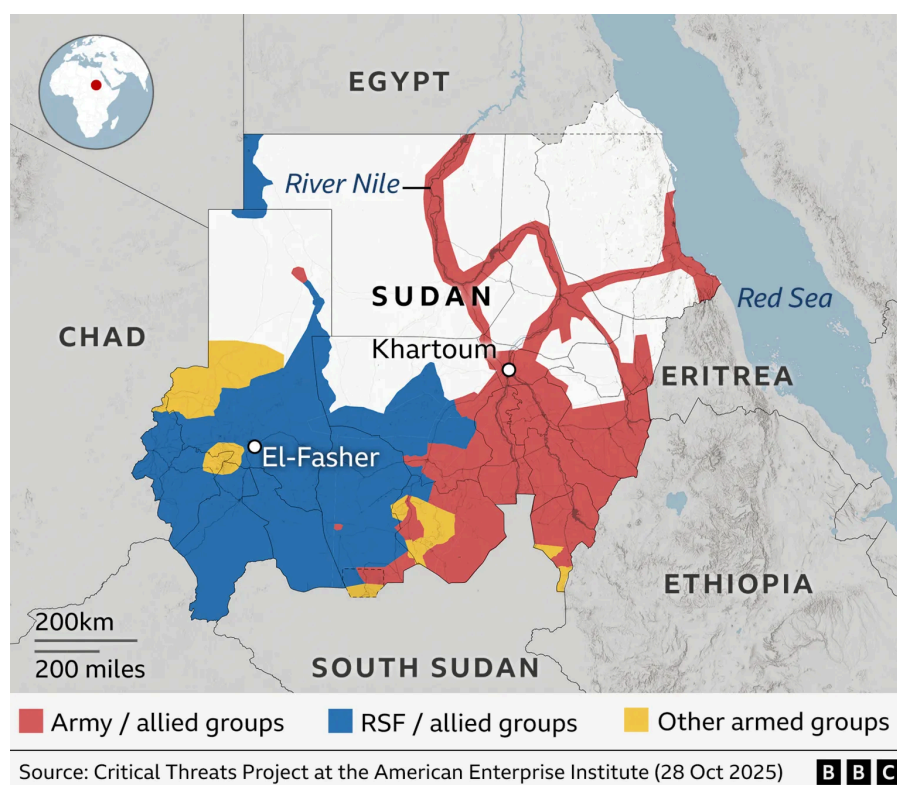 EGYPT
River Nile
SUDAN
Red Sea
CHAD
Khartoum
ERITREA
El-Fasher
ETHIOPIA
200km
200 miles
SOUTH SUDAN
Army / allied groups
RSF / allied groups
Other armed groups
Source: Critical Threats Project at the American Enterprise Institute (28 Oct 2025)
BBC